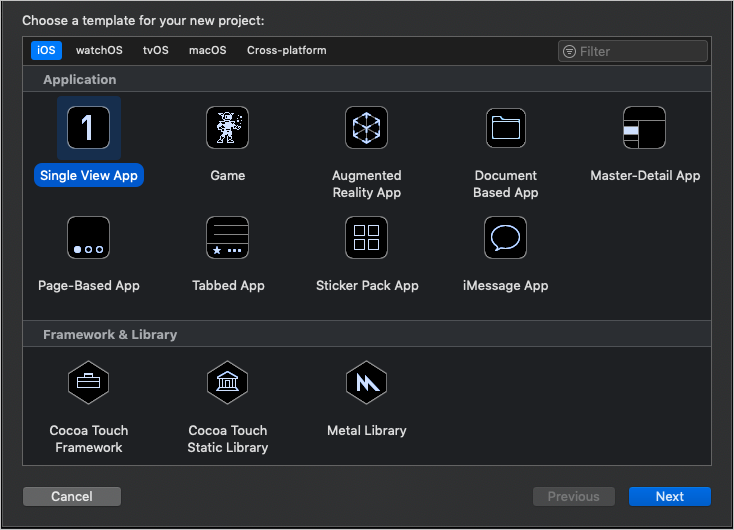 Choose a template for your new project:
iOS watchOS tvOS macOS Cross-platform Filter
Application
1
Single View App Game Augmented Reality App Document Based App Master-Detail App
Page-Based App Tabbed App Sticker Pack App iMessage App
Framework & Library
Cocoa Touch Framework Cocoa Touch Static Library Metal Library
Cancel Previous Next